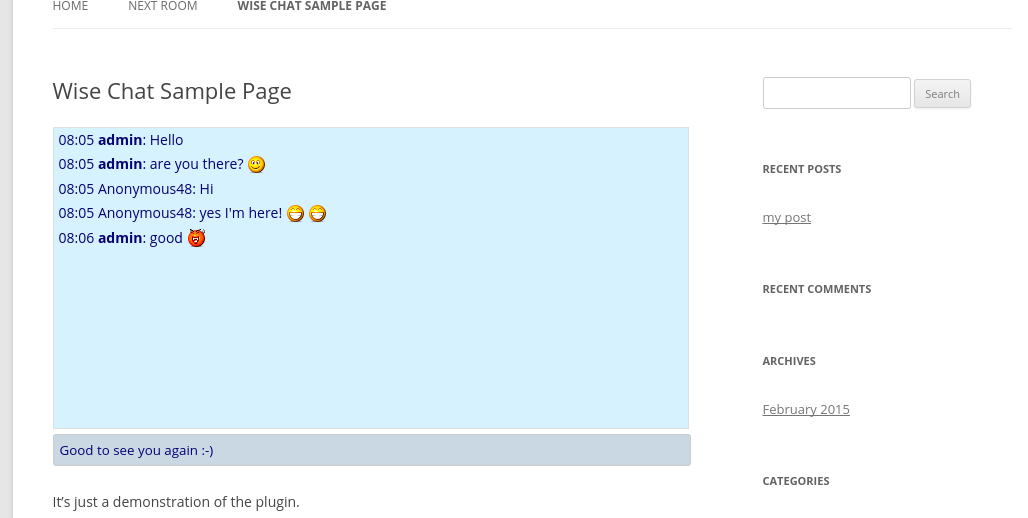 HOME NEXT ROOM WISE CHAT SAMPLE PAGE
Wise Chat Sample Page
08:05 admin: Hello
08:05 admin: are you there?
08:05 Anonymous48: Hi
08:05 Anonymous48: yes I'm here!
08:06 admin: good
Good to see you again :-)
It’s just a demonstration of the plugin.
Search
RECENT POSTS
my post
RECENT COMMENTS
ARCHIVES
February 2015
CATEGORIES